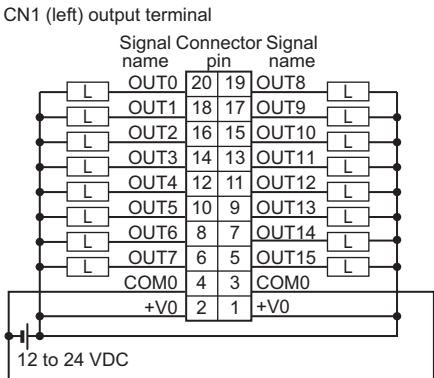 CN1 (left) output terminal
Signal name Connector pin Signal name
L OUT0 20 19 OUT8 L
L OUT1 18 17 OUT9 L
L OUT2 16 15 OUT10 L
L OUT3 14 13 OUT11 L
L OUT4 12 11 OUT12 L
L OUT5 10 9 OUT13 L
L OUT6 8 7 OUT14 L
L OUT7 6 5 OUT15 L
COM0 4 3 COM0
+V0 2 1 +V0
12 to 24 VDC